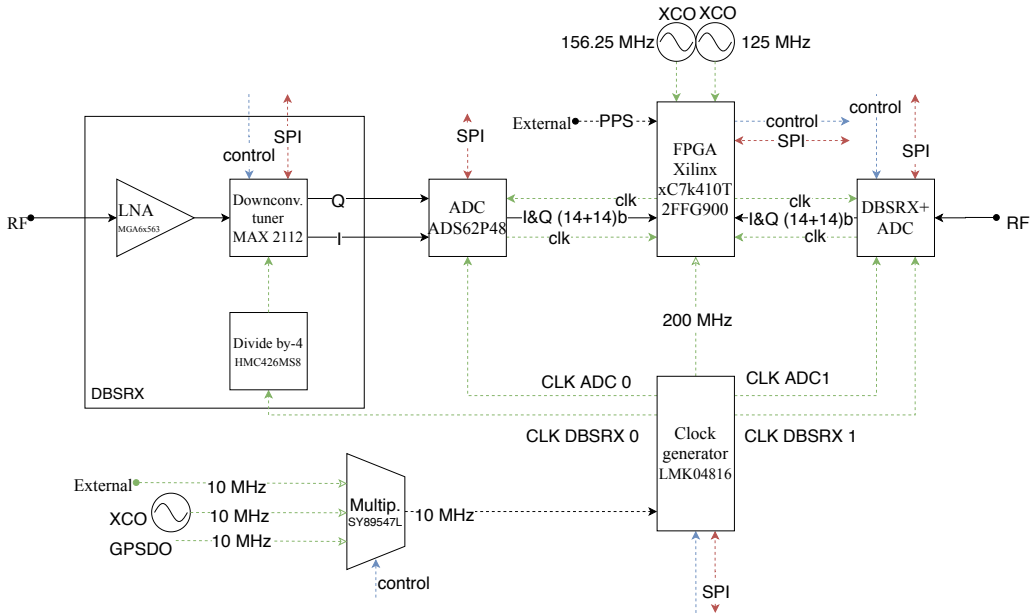 XCO XCO
156.25 MHz
125 MHz
External
PPS
control
SPI
control
SPI
FPGA
Xilinx
xC7k410T
2FFG900
control
SPI
SPI
RF
LNA
MGA6x563
Downconv.
tuner
MAX 2112
Q
I
ADC
ADS62P48
clk
I&Q (14+14)b
clk
clk
I&Q (14+14)b
clk
DBSRX+
ADC
RF
Divide by-4
HMC426MS8
DBSRX
200 MHz
CLK ADC 0
CLK ADC1
CLK DBSRX 0
CLK DBSRX 1
Clock
generator
LMK04816
External
10 MHz
XCO
10 MHz
GPSDO
10 MHz
Multip.
SY89547L
10 MHz
control
SPI